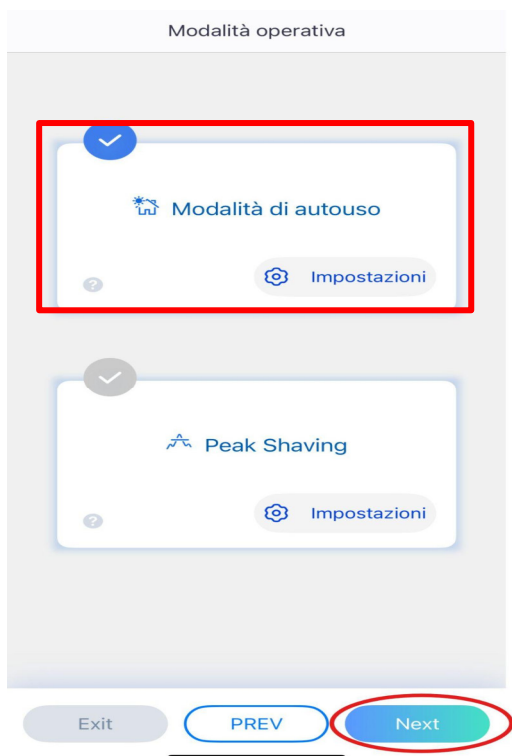 Modalità operativa
Modalità di autouso
? Impostazioni
Peak Shaving
? Impostazioni
Exit PREV Next